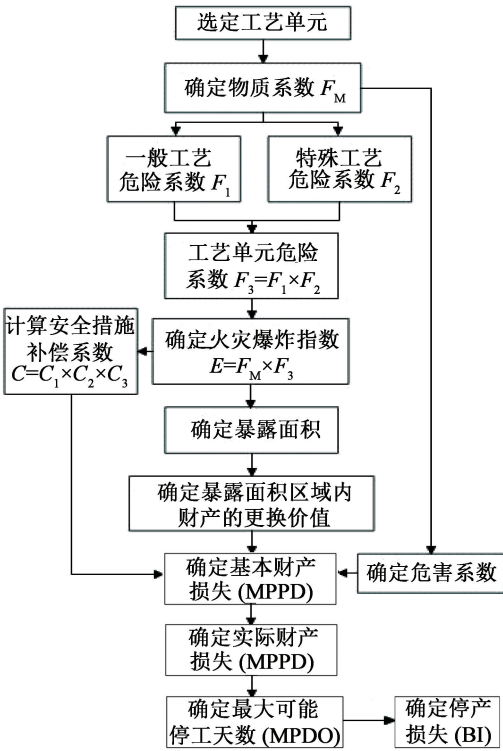 选定工艺单元
确定物质系数 FM
一般工艺
危险系数 F1
特殊工艺
危险系数 F2
工艺单元危险
系数 F3=F1×F2
计算安全措施
补偿系数
C=C1×C2×C3
确定火灾爆炸指数
E=FM×F3
确定暴露面积
确定暴露面积区域内
财产的更换价值
确定基本财产
损失 (MPPD)
确定危害系数
确定实际财产
损失 (MPPD)
确定最大可能
停工天数 (MPDO)
确定停产
损失 (BI)